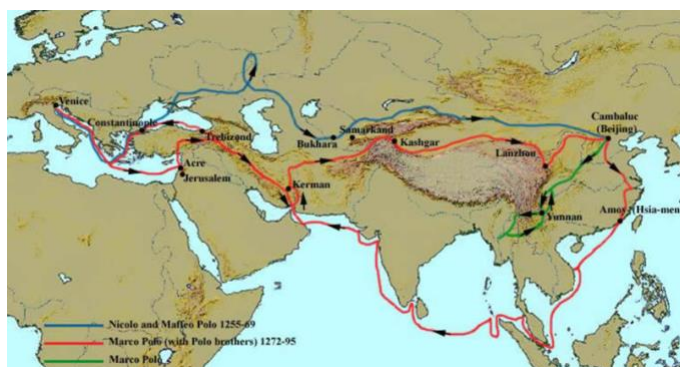 Venice
Constantinople
Trebizond
Acre
Jerusalem
Bukhara
Samarkand
Kashgar
Kerman
Lanzhou
Cambaluc
(Beijing)
Yunnan
Amoy (Hsia-men)
Nicolo and Maffeo Polo 1255-69
Marco Polo (with Polo brothers) 1272-95
Marco Polo